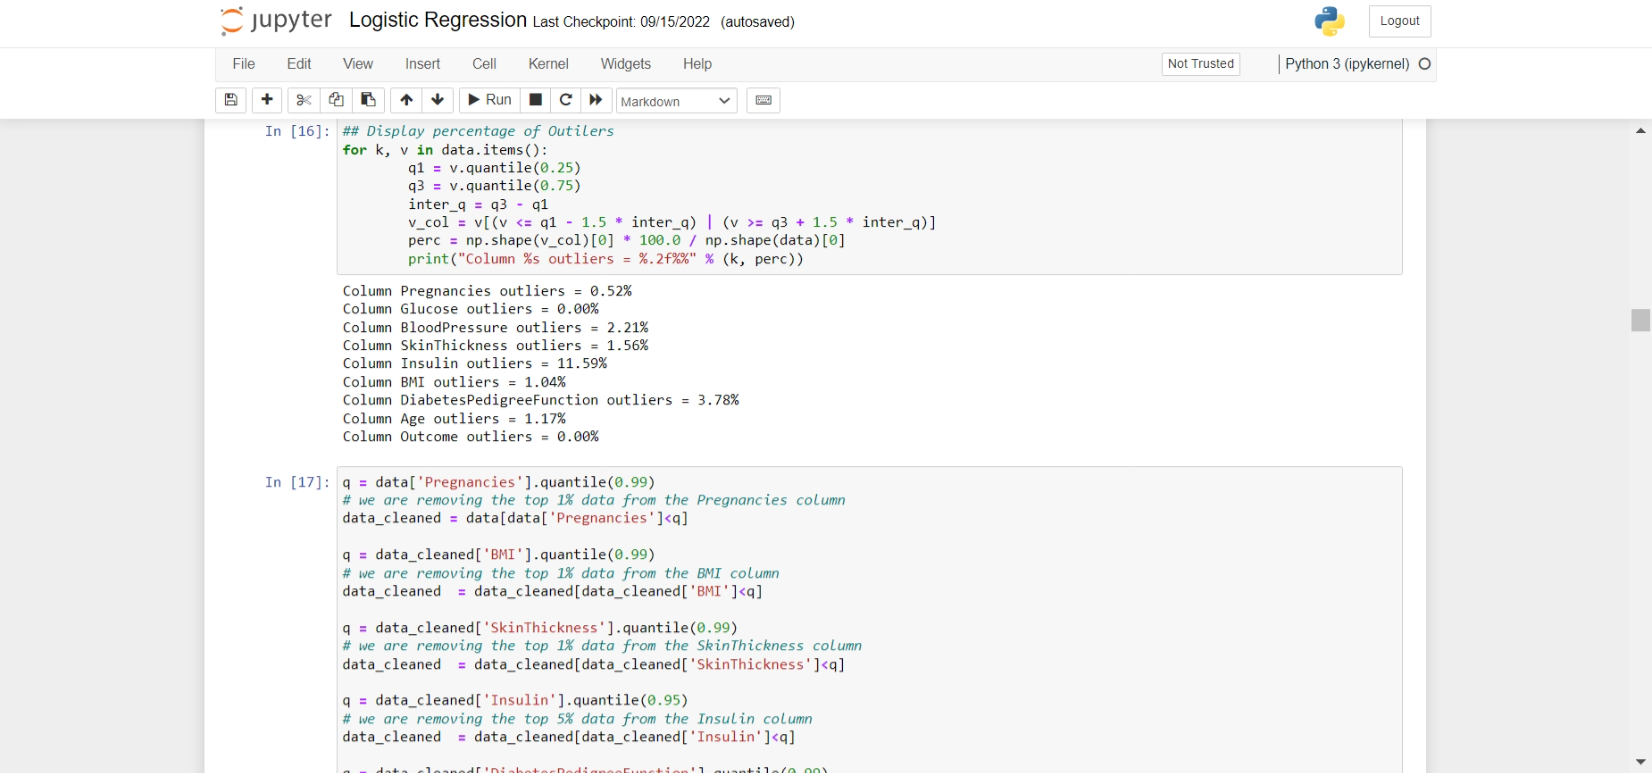 jupyter Logistic Regression Last Checkpoint: 09/15/2022 (autosaved)
Logout
File Edit View Insert Cell Kernel Widgets Help Not Trusted Python 3 (ipykernel)
Run Markdown
In [16]: ## Display percentage of Outilers
for k, v in data.items():
        q1 = v.quantile(0.25)
        q3 = v.quantile(0.75)
        inter_q = q3 - q1
        v_col = v[(v <= q1 - 1.5 * inter_q) | (v >= q3 + 1.5 * inter_q)]
        perc = np.shape(v_col)[0] * 100.0 / np.shape(data)[0]
        print("Column %s outliers = %.2f%%" % (k, perc))
Column Pregnancies outliers = 0.52%
Column Glucose outliers = 0.00%
Column BloodPressure outliers = 2.21%
Column SkinThickness outliers = 1.56%
Column Insulin outliers = 11.59%
Column BMI outliers = 1.04%
Column DiabetesPedigreeFunction outliers = 3.78%
Column Age outliers = 1.17%
Column Outcome outliers = 0.00%
In [17]: q = data['Pregnancies'].quantile(0.99)
# we are removing the top 1% data from the Pregnancies column
data_cleaned = data[data['Pregnancies']<q]
q = data_cleaned['BMI'].quantile(0.99)
# we are removing the top 1% data from the BMI column
data_cleaned  = data_cleaned[data_cleaned['BMI']<q]
q = data_cleaned['SkinThickness'].quantile(0.99)
# we are removing the top 1% data from the SkinThickness column
data_cleaned  = data_cleaned[data_cleaned['SkinThickness']<q]
q = data_cleaned['Insulin'].quantile(0.95)
# we are removing the top 5% data from the Insulin column
data_cleaned  = data_cleaned[data_cleaned['Insulin']<q]
q = data_cleaned['DiabetesPedigreeFunction'].quantile(0.99)